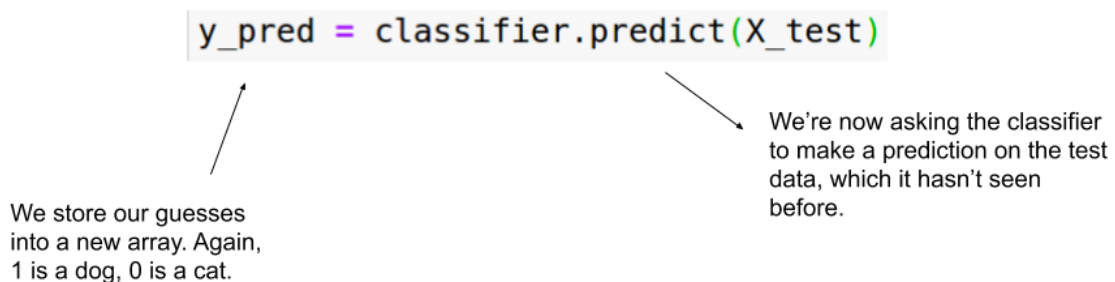 y_pred = classifier.predict(X_test)
We're now asking the classifier
to make a prediction on the test
data, which it hasn't seen
before.
We store our guesses
into a new array. Again,
1 is a dog, 0 is a cat.